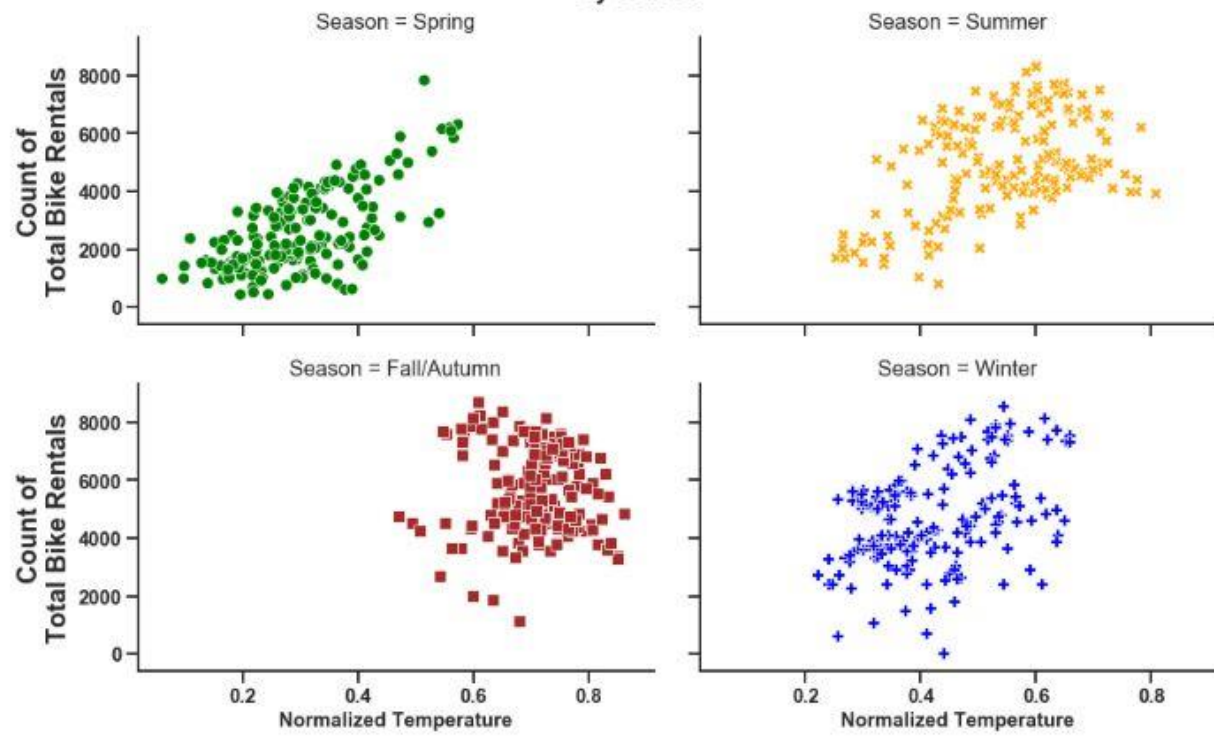 Season = Spring
Season = Summer
Count of
Total Bike Rentals
8000
6000
4000
2000
0
Season = Fall/Autumn
Season = Winter
Count of
Total Bike Rentals
8000
6000
4000
2000
0
0.2 0.4 0.6 0.8
0.2 0.4 0.6 0.8
Normalized Temperature
Normalized Temperature